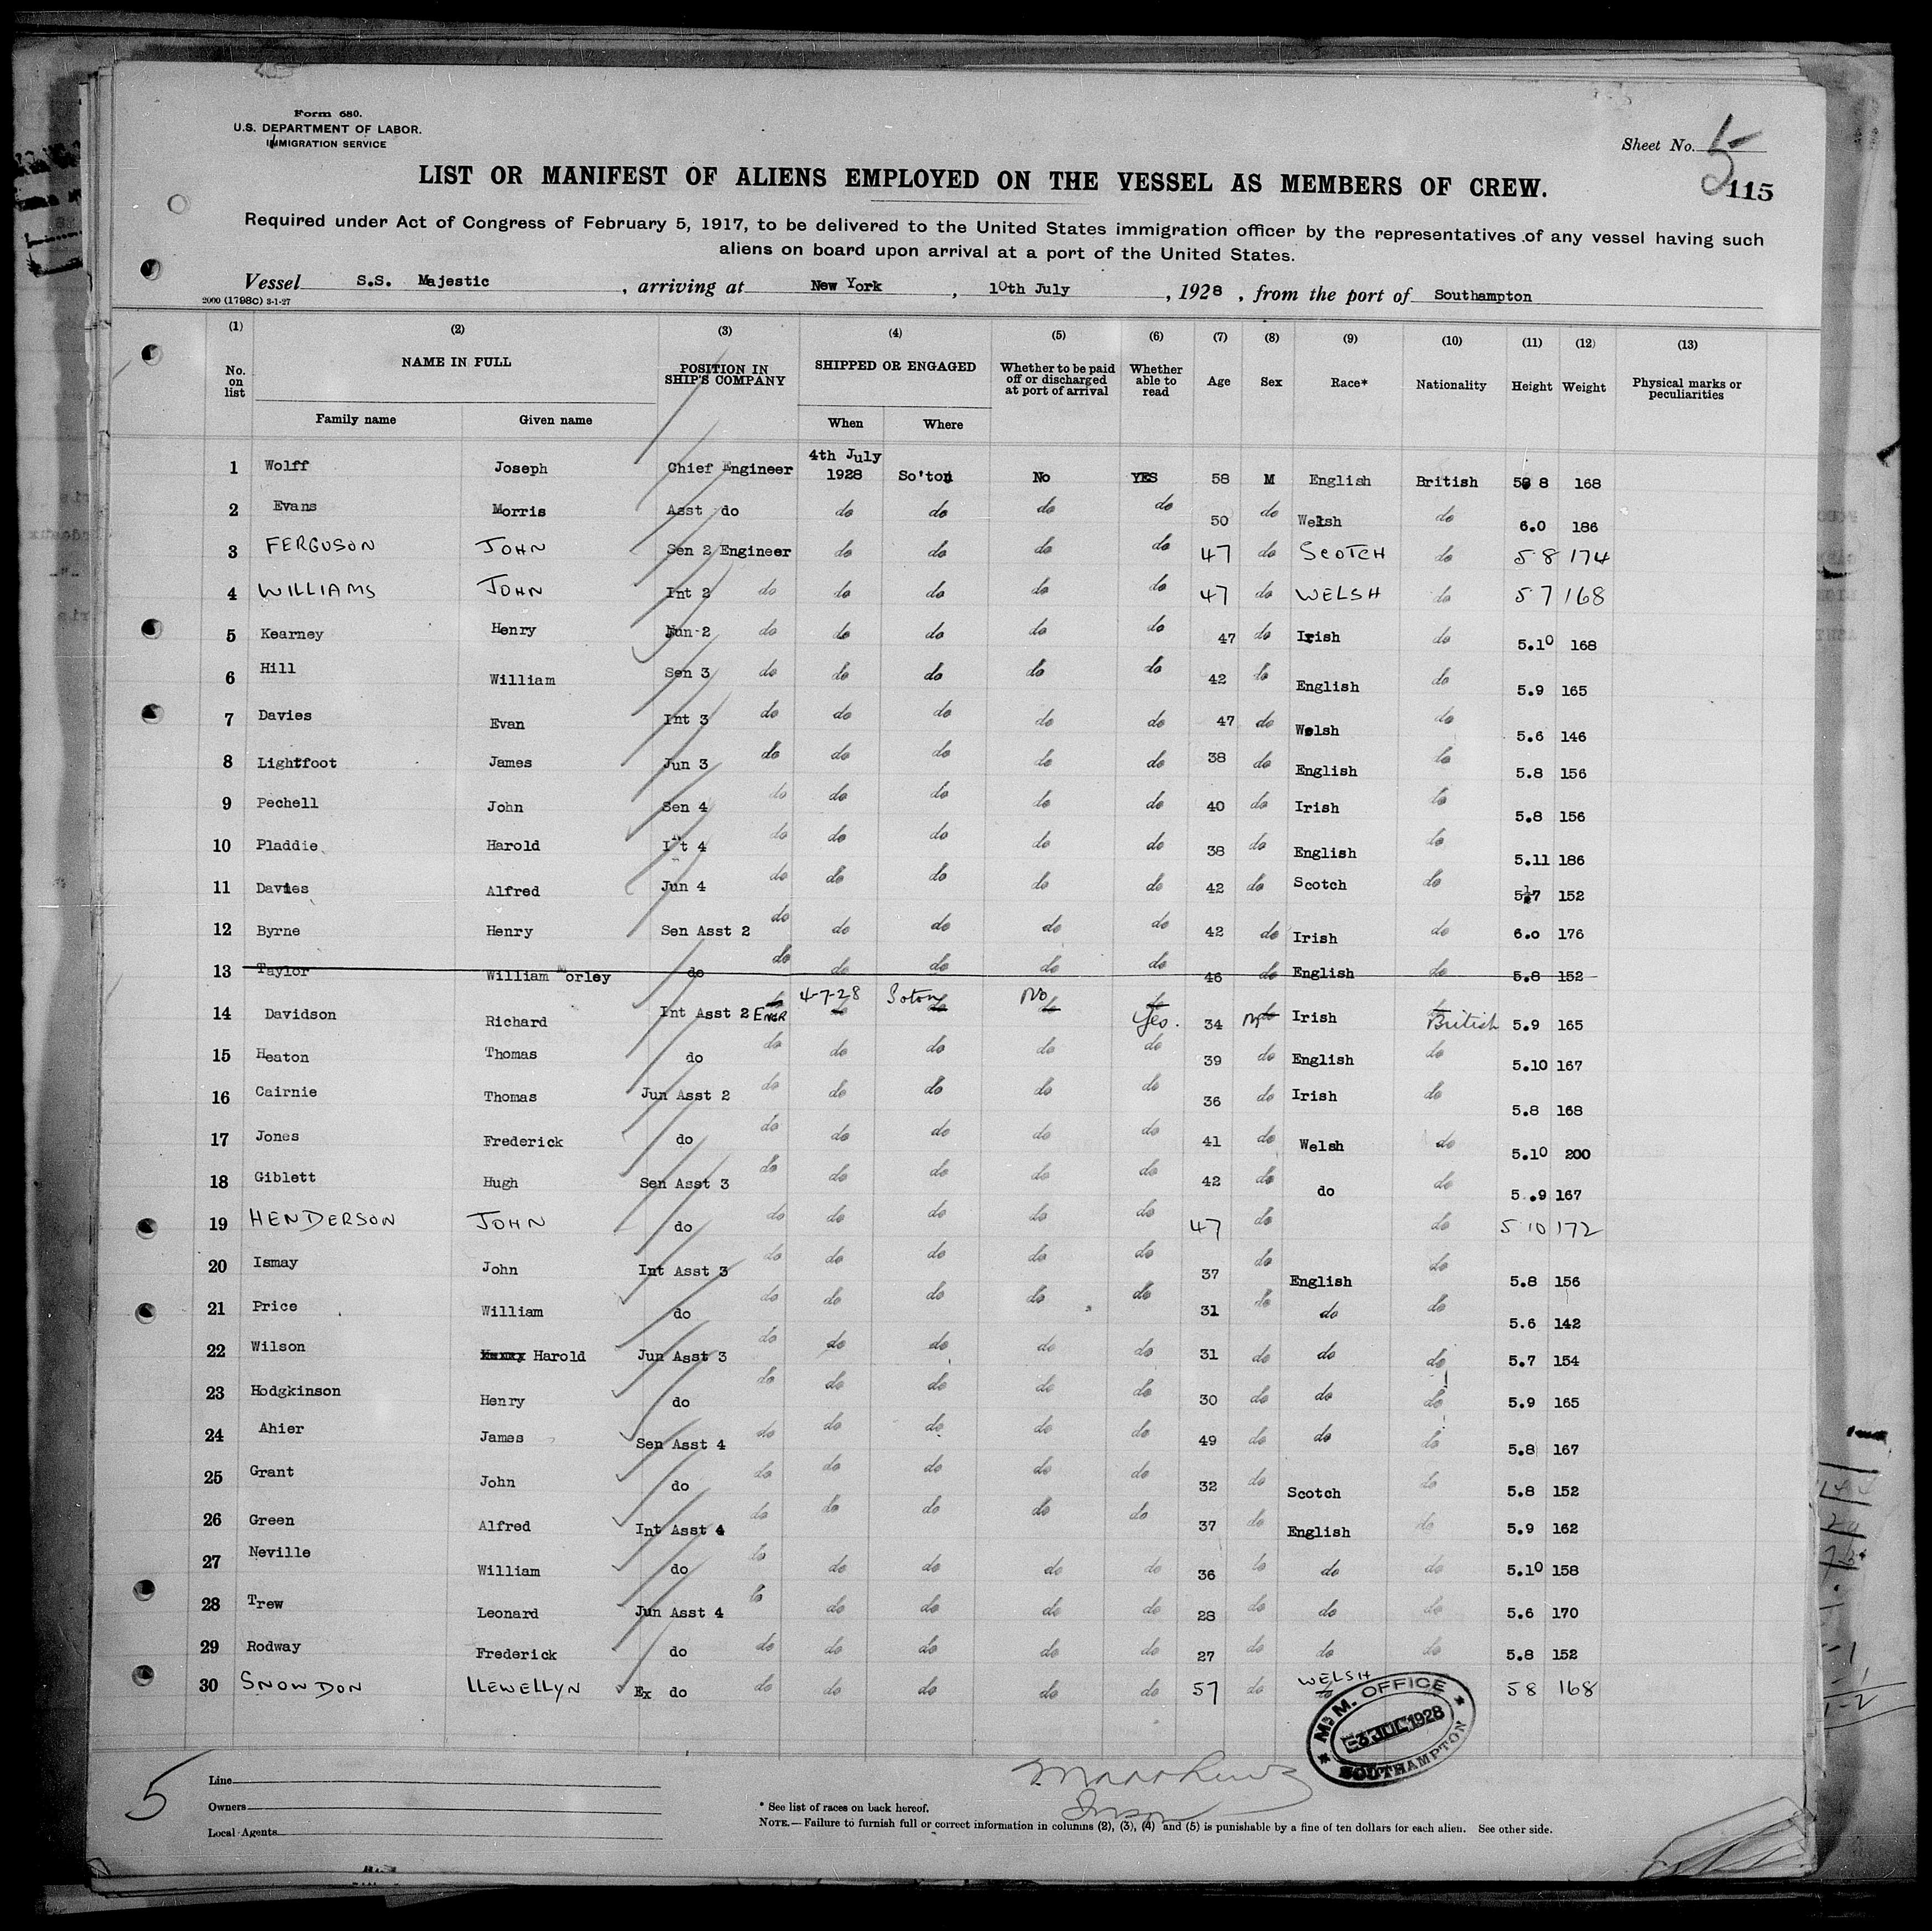 Form 680.
U.S. DEPARTMENT OF LABOR.
IMMIGRATION SERVICE
Sheet No. 5
115
LIST OR MANIFEST OF ALIENS EMPLOYED ON THE VESSEL AS MEMBERS OF CREW.
Required under Act of Congress of February 5, 1917, to be delivered to the United States immigration officer by the representatives of any vessel having such
aliens on board upon arrival at a port of the United States.
Vessel S.S. Majestic, arriving at New York, 10th July, 1928, from the port of Southampton
2000 (1798C) 3-1-27
(1) (2) (3) (4) (5) (6) (7) (8) (9) (10) (11) (12) (13)
No. on list NAME IN FULL POSITION IN SHIP'S COMPANY SHIPPED OR ENGAGED Whether to be paid off or discharged at port of arrival Whether able to read Age Sex Race* Nationality Height Weight Physical marks or peculiarities
Family name Given name When Where
1 Wolff Joseph Chief Engineer 4th July 1928 So'ton No YES 58 M English British 5 8 168
2 Evans Morris Asst do do do do do 50 do Welsh do 6.0 186
3 FERGUSON JOHN Sen 2 Engineer do do do do 47 do SCOTCH do 5 8 174
4 WILLIAMS JOHN Int 2 do do do do do 47 do WELSH do 5 7 168
5 Kearney Henry Jun 2 do do do do do 47 do Irish do 5.10 168
6 Hill William Sen 3 do do do do do 42 do English do 5.9 165
7 Davies Evan Int 3 do do do do do 47 do Welsh do 5.6 146
8 Lightfoot James Jun 3 do do do do do 38 do English do 5.8 156
9 Pechell John Sen 4 do do do do do 40 do Irish do 5.8 156
10 Pladdie Harold Int 4 do do do do do 38 do English do 5.11 186
11 Davies Alfred Jun 4 do do do do do 42 do Scotch do 5 7 152
12 Byrne Henry Sen Asst 2 do do do do do 42 do Irish do 6.0 176
13 Taylor William Morley do do do do do do 46 do English do 5.8 152
14 Davidson Richard Int Asst 2 ENGR 4-7-28 Soton No Yes. 34 M Irish British 5.9 165
15 Heaton Thomas do do do do do do 39 do English do 5.10 167
16 Cairnie Thomas Jun Asst 2 do do do do do 36 do Irish do 5.8 168
17 Jones Frederick do do do do do do 41 do Welsh do 5.10 200
18 Giblett Hugh Sen Asst 3 do do do do do 42 do do do 5.9 167
19 HENDERSON JOHN do do do do do do 47 do do 5 10 172
20 Ismay John Int Asst 3 do do do do do 37 do English do 5.8 156
21 Price William do do do do do do 31 do do do 5.6 142
22 Wilson Harold Jun Asst 3 do do do do do 31 do do do 5.7 154
23 Hodgkinson Henry do do do do do do 30 do do do 5.9 165
24 Ahier James Sen Asst 4 do do do do do 49 do do do 5.8 167
25 Grant John do do do do do do 32 do Scotch do 5.8 152
26 Green Alfred Int Asst 4 do do do do do 37 do English do 5.9 162
27 Neville William do do do do do do 36 do do do 5.10 158
28 Trew Leonard Jun Asst 4 do do do do do 28 do do do 5.6 170
29 Rodway Frederick do do do do do do 27 do do do 5.8 152
30 SNOWDON LLEWELLYN Ex do do do do do do 57 do WELSH 5 8 168
M. M. OFFICE
3 JUL 1928
SOUTHAMPTON
5
Line
Owners
Local Agents
* See list of races on back hereof.
NOTE.—Failure to furnish full or correct information in columns (2), (3), (4) and (5) is punishable by a fine of ten dollars for each alien. See other side.